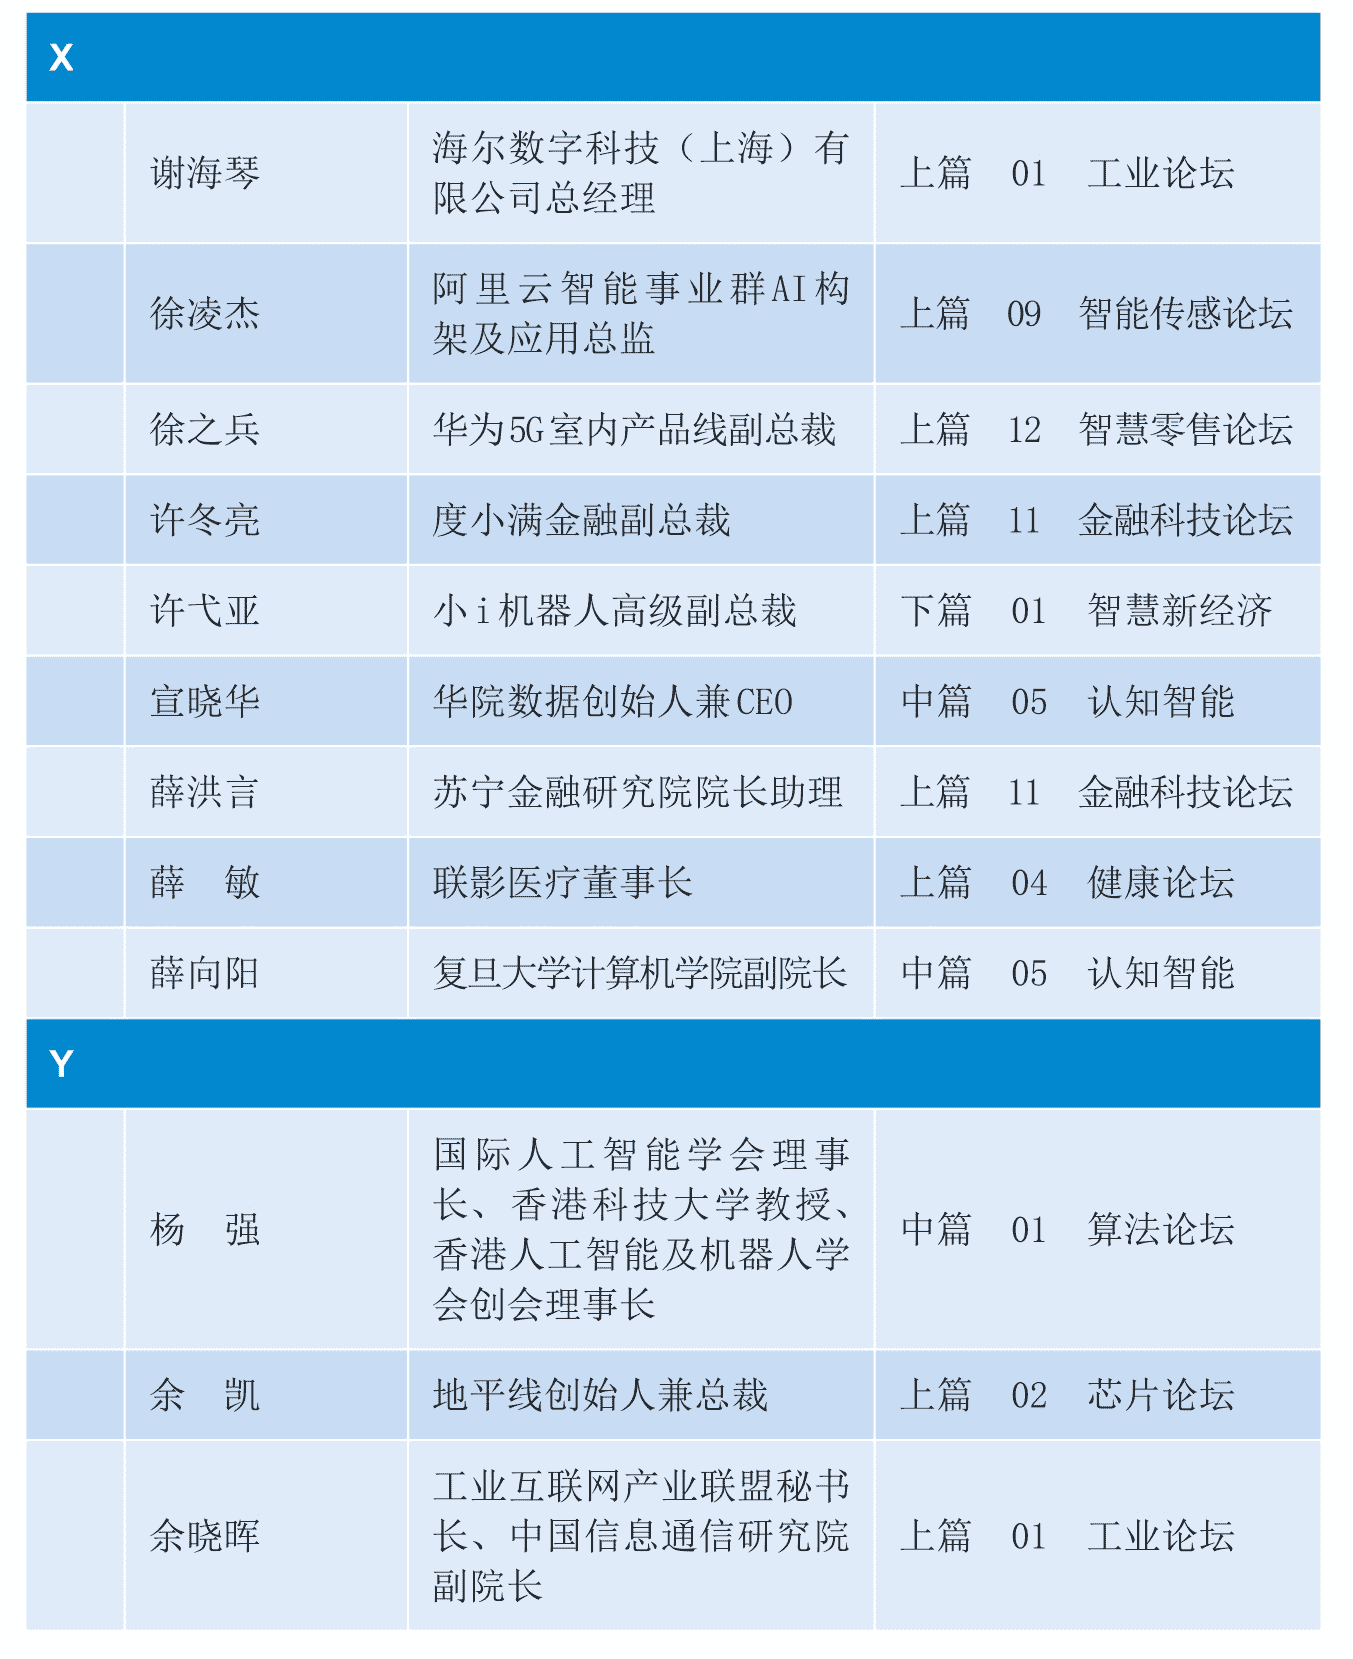 X
谢海琴
海尔数字科技（上海）有
限公司总经理
上篇 01 工业论坛
徐凌杰
阿里云智能事业群AI构
架及应用总监
上篇 09 智能传感论坛
徐之兵
华为5G室内产品线副总裁
上篇 12 智慧零售论坛
许冬亮
度小满金融副总裁
上篇 11 金融科技论坛
许弋亚
小i机器人高级副总裁
下篇 01 智慧新经济
宣晓华
华院数据创始人兼CEO
中篇 05 认知智能
薛洪言
苏宁金融研究院院长助理
上篇 11 金融科技论坛
薛 敏
联影医疗董事长
上篇 04 健康论坛
薛向阳
复旦大学计算机学院副院长
中篇 05 认知智能
Y
杨 强
国际人工智能学会理事
长、香港科技大学教授、
香港人工智能及机器人学
会创会理事长
中篇 01 算法论坛
余 凯
地平线创始人兼总裁
上篇 02 芯片论坛
余晓晖
工业互联网产业联盟秘书
长、中国信息通信研究院
副院长
上篇 01 工业论坛